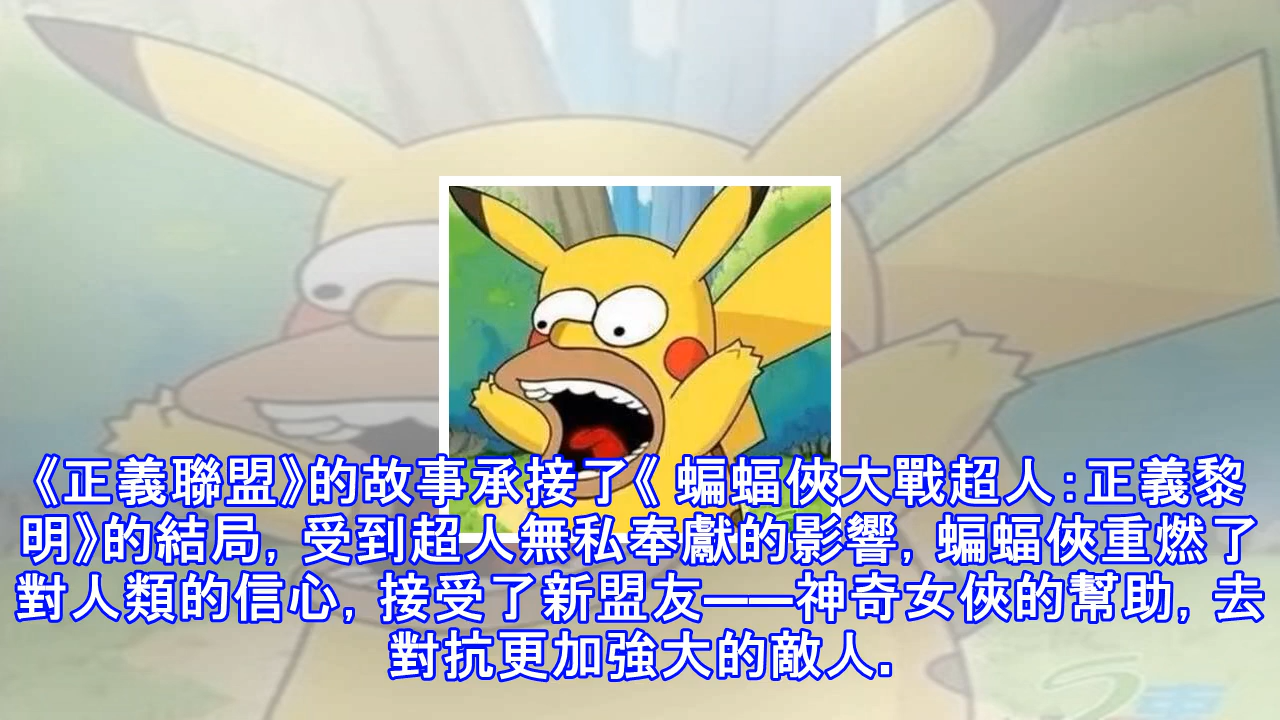 《正義聯盟》的故事承接了《 蝙蝠俠大戰超人:正義黎
明》的結局, 受到超人無私奉獻的影響, 蝙蝠俠重燃了
對人類的信心, 接受了新盟友——神奇女俠的幫助, 去
對抗更加強大的敵人.